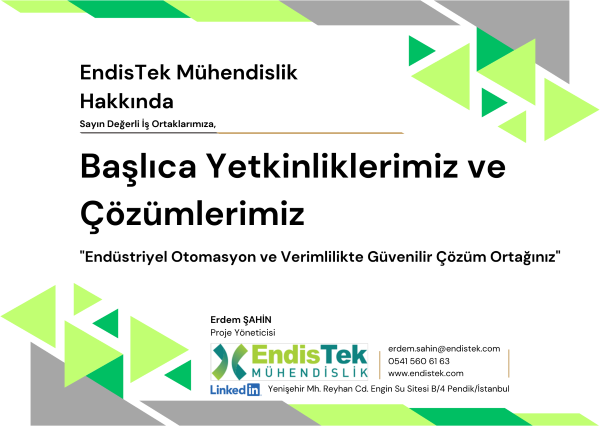 EndisTek Mühendislik
Hakkında
Sayın Değerli İş Ortaklarımıza,
Başlıca Yetkinliklerimiz ve
Çözümlerimiz
"Endüstriyel Otomasyon ve Verimlilikte Güvenilir Çözüm Ortağınız"
Erdem ŞAHİN
Proje Yöneticisi
EndisTek
MÜHENDİSLİK
erdem.sahin@endistek.com
0541 560 61 63
www.endistek.com
Linkedin
Yenişehir Mh. Reyhan Cd. Engin Su Sitesi B/4 Pendik/İstanbul